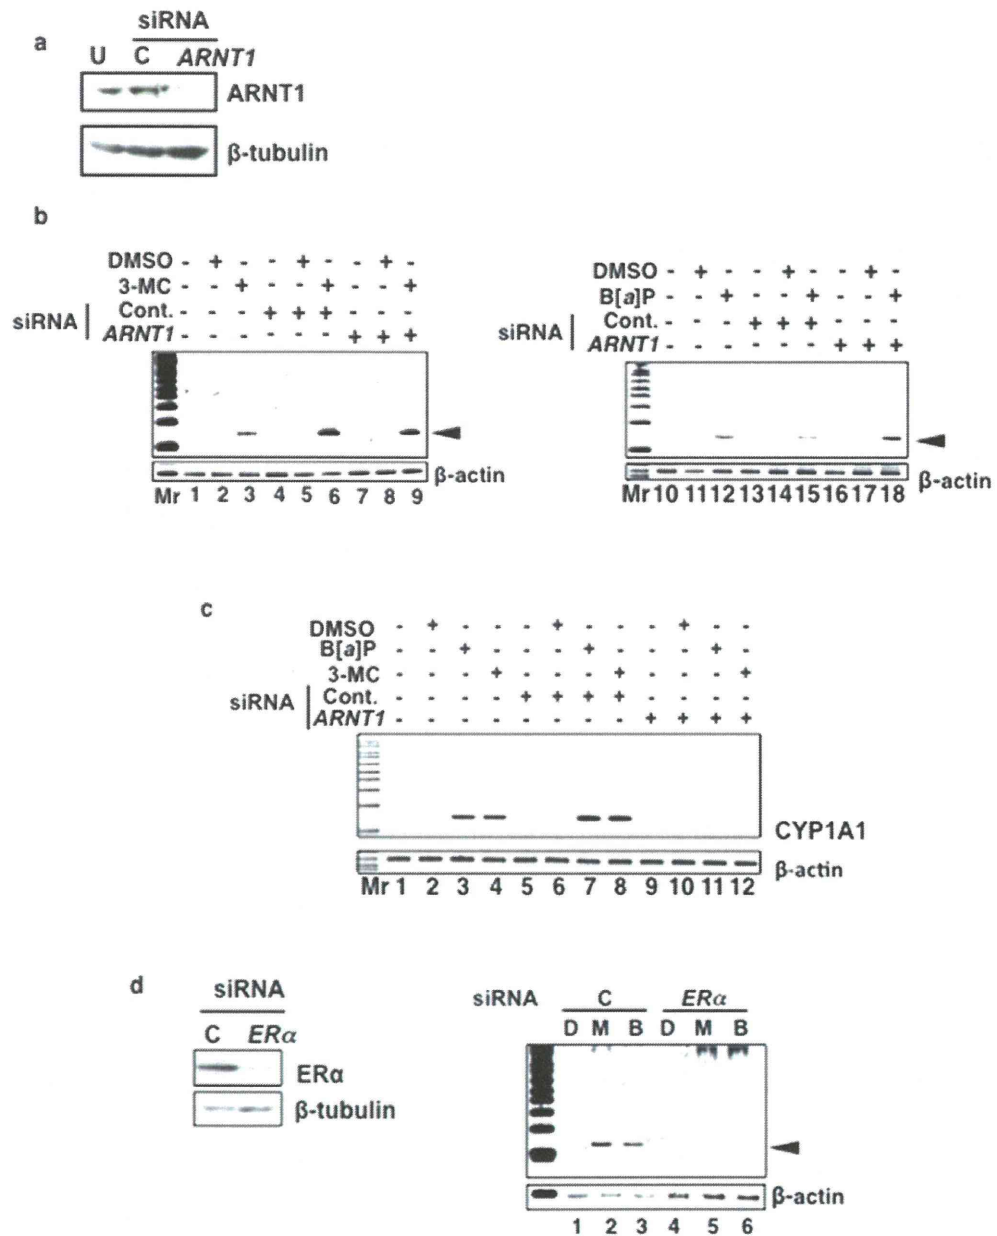 a
siRNA
U C ARNT1
ARNT1
β-tubulin
b
DMSO - + - - + - - + -
3-MC - - + - - + - - +
siRNA
Cont. - - - + + + - - -
ARNT1 - - - - - - + + +
β-actin
Mr 1 2 3 4 5 6 7 8 9
DMSO - + - - + - - + -
B[a]P - - + - - + - - +
siRNA
Cont. - - - + + + - - -
ARNT1 - - - - - - + + +
β-actin
Mr 10 11 12 13 14 15 16 17 18
c
DMSO - + - - - + - - - + - -
B[a]P - - + - - - + - - - + -
3-MC - - - + - - - + - - - +
siRNA
Cont. - - - - + + + + - - - -
ARNT1 - - - - - - - - + + + +
CYP1A1
β-actin
Mr 1 2 3 4 5 6 7 8 9 10 11 12
d
siRNA
C ERα
ERα
β-tubulin
siRNA C ERα
D M B D M B
β-actin
1 2 3 4 5 6